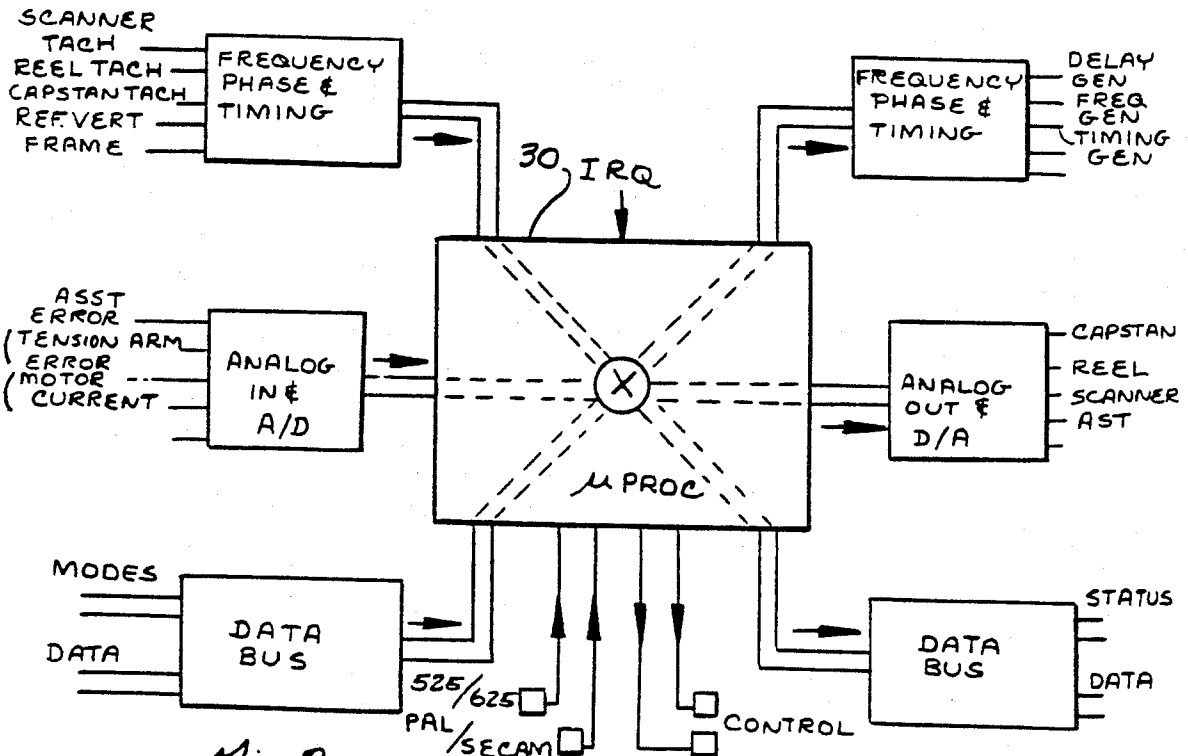 SCANNER
TACH
REEL TACH
CAPSTAN TACH
REF. VERT
FRAME
FREQUENCY
PHASE &
TIMING
30
IRQ
FREQUENCY
PHASE &
TIMING
DELAY
GEN
FREQ
GEN
TIMING
GEN
ASST
ERROR
(TENSION ARM
ERROR
(MOTOR
CURRENT
ANALOG
IN &
A/D
X
μ PROC
ANALOG
OUT &
D/A
CAPSTAN
REEL
SCANNER
AST
MODES
DATA
DATA
BUS
525/625
PAL
/SECAM
CONTROL
DATA
BUS
STATUS
DATA